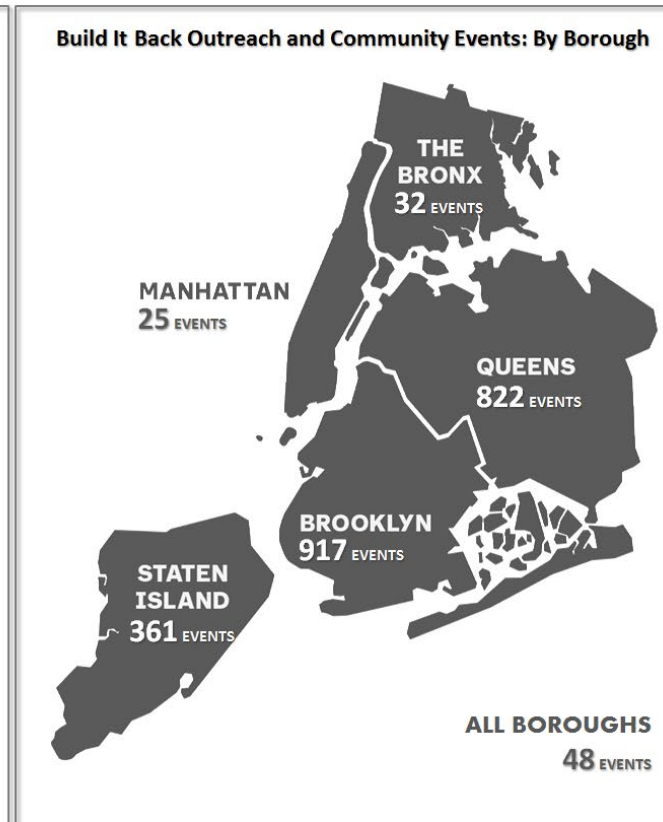 Build It Back Outreach and Community Events: By Borough
THE
BRONX
32 EVENTS
MANHATTAN
25 EVENTS
QUEENS
822 EVENTS
BROOKLYN
917 EVENTS
STATEN
ISLAND
361 EVENTS
ALL BOROUGHS
48 EVENTS